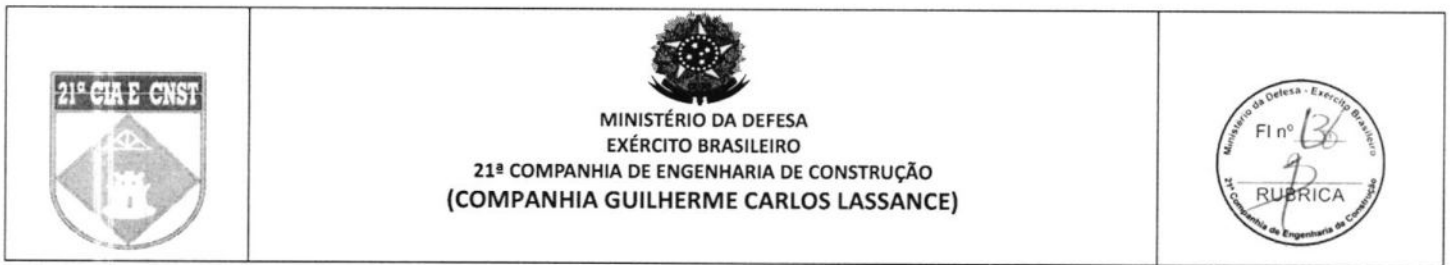 21ª CIA E CNST
MINISTÉRIO DA DEFESA
EXÉRCITO BRASILEIRO
21ª COMPANHIA DE ENGENHARIA DE CONSTRUÇÃO
(COMPANHIA GUILHERME CARLOS LASSANCE)
Ministério da Defesa - Exército Brasileiro
Fl nº 136
RUBRICA
21ª Companhia de Engenharia de Construção